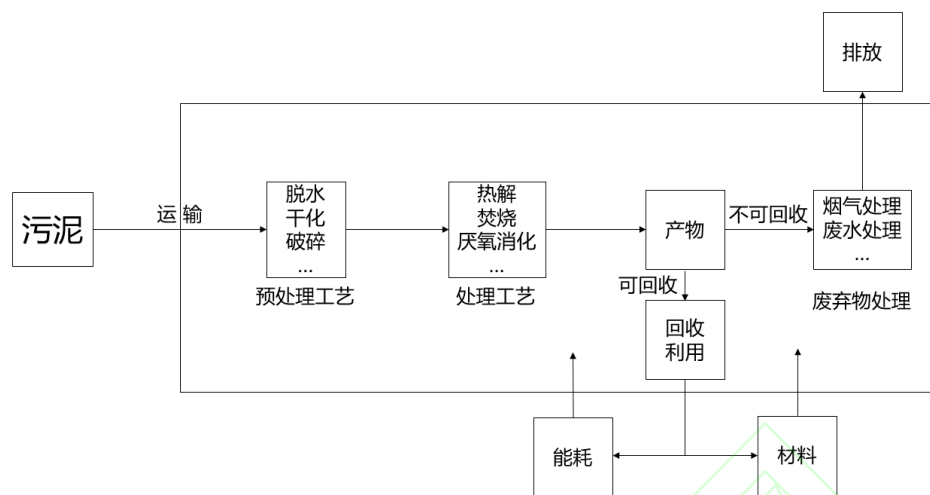 排放
污泥
运输
脱水
干化
破碎
...
预处理工艺
热解
焚烧
厌氧消化
...
处理工艺
产物
不可回收
烟气处理
废水处理
...
废弃物处理
可回收
回收
利用
能耗
材料